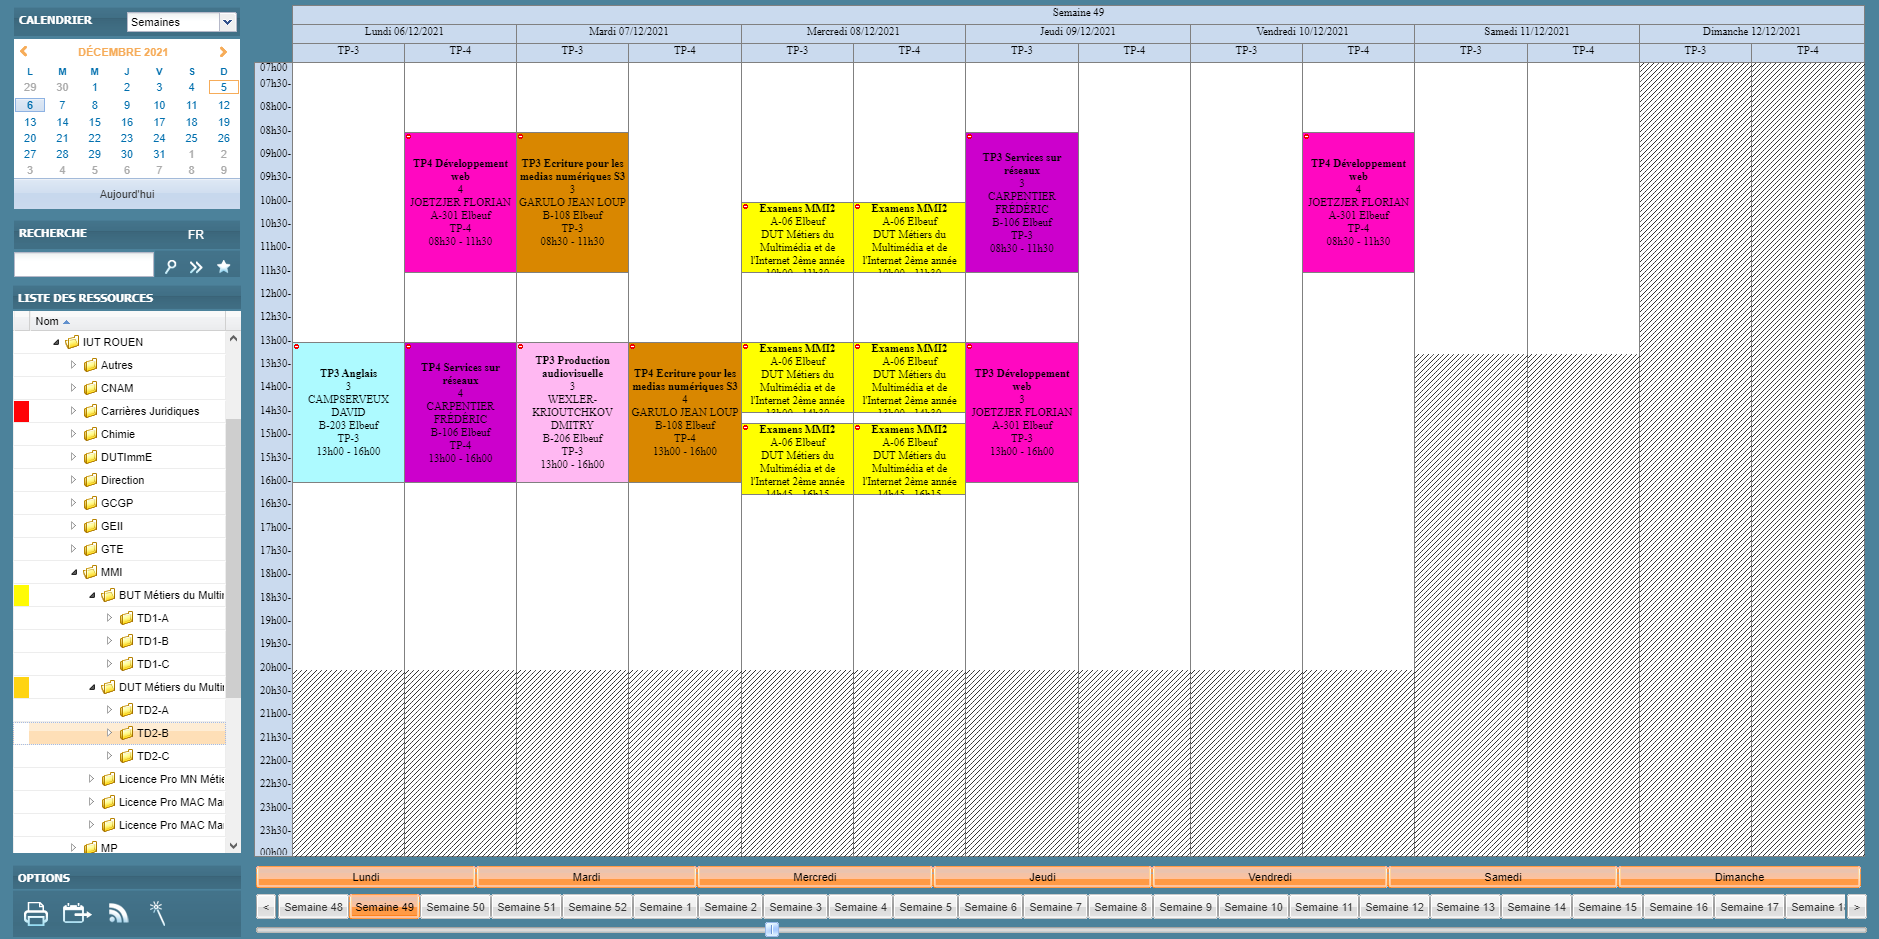 CALENDRIER
Semaines
DÉCEMBRE 2021
L M M J V S D
29 30 1 2 3 4 5
6 7 8 9 10 11 12
13 14 15 16 17 18 19
20 21 22 23 24 25 26
27 28 29 30 31 1 2
3 4 5 6 7 8 9
Aujourd'hui
RECHERCHE FR
LISTE DES RESSOURCES
Nom
IUT ROUEN
Autres
CNAM
Carrières Juridiques
Chimie
DUTImmE
Direction
GCGP
GEII
GTE
MMI
BUT Métiers du Multi
TD1-A
TD1-B
TD1-C
DUT Métiers du Multi
TD2-A
TD2-B
TD2-C
Licence Pro MN Métie
Licence Pro MAC Ma
Licence Pro MAC Ma
MP
OPTIONS
Semaine 49
Lundi 06/12/2021 Mardi 07/12/2021 Mercredi 08/12/2021 Jeudi 09/12/2021 Vendredi 10/12/2021 Samedi 11/12/2021 Dimanche 12/12/2021
TP-3 TP-4 TP-3 TP-4 TP-3 TP-4 TP-3 TP-4 TP-3 TP-4 TP-3 TP-4 TP-3 TP-4
07h00
07h30-
08h00-
08h30-
09h00-
09h30-
10h00-
10h30-
11h00-
11h30-
12h00-
12h30-
13h00-
13h30-
14h00-
14h30-
15h00-
15h30-
16h00-
16h30-
17h00-
17h30-
18h00-
18h30-
19h00-
19h30-
20h00-
20h30-
21h00-
21h30-
22h00-
22h30-
23h00-
23h30-
00h00
TP4 Développement
web
4
JOETZJER FLORIAN
A-301 Elbeuf
TP-4
08h30 - 11h30
TP3 Ecriture pour les
medias numériques S3
3
GARULO JEAN LOUP
B-108 Elbeuf
TP-3
08h30 - 11h30
Examens MMI2
A-06 Elbeuf
DUT Métiers du
Multimédia et de
l'Internet 2ème année
10h00 - 11h30
Examens MMI2
A-06 Elbeuf
DUT Métiers du
Multimédia et de
l'Internet 2ème année
10h00 - 11h30
TP3 Services sur
réseaux
3
CARPENTIER
FRÉDÉRIC
B-106 Elbeuf
TP-3
08h30 - 11h30
TP4 Développement
web
4
JOETZJER FLORIAN
A-301 Elbeuf
TP-4
08h30 - 11h30
TP3 Anglais
3
CAMPSERVEUX
DAVID
B-203 Elbeuf
TP-3
13h00 - 16h00
TP4 Services sur
réseaux
4
CARPENTIER
FRÉDÉRIC
B-106 Elbeuf
TP-4
13h00 - 16h00
TP3 Production
audiovisuelle
3
WEXLER-
KRIOUTCHKOV
DMITRY
B-206 Elbeuf
TP-3
13h00 - 16h00
TP4 Ecriture pour les
medias numériques S3
4
GARULO JEAN LOUP
B-108 Elbeuf
TP-4
13h00 - 16h00
Examens MMI2
A-06 Elbeuf
DUT Métiers du
Multimédia et de
l'Internet 2ème année
13h00 - 14h30
Examens MMI2
A-06 Elbeuf
DUT Métiers du
Multimédia et de
l'Internet 2ème année
13h00 - 14h30
Examens MMI2
A-06 Elbeuf
DUT Métiers du
Multimédia et de
l'Internet 2ème année
14h45 - 16h15
Examens MMI2
A-06 Elbeuf
DUT Métiers du
Multimédia et de
l'Internet 2ème année
14h45 - 16h15
TP3 Développement
web
3
JOETZJER FLORIAN
A-301 Elbeuf
TP-3
13h00 - 16h00
Lundi Mardi Mercredi Jeudi Vendredi Samedi Dimanche
< Semaine 48 Semaine 49 Semaine 50 Semaine 51 Semaine 52 Semaine 1 Semaine 2 Semaine 3 Semaine 4 Semaine 5 Semaine 6 Semaine 7 Semaine 8 Semaine 9 Semaine 10 Semaine 11 Semaine 12 Semaine 13 Semaine 14 Semaine 15 Semaine 16 Semaine 17 Semaine 1 >